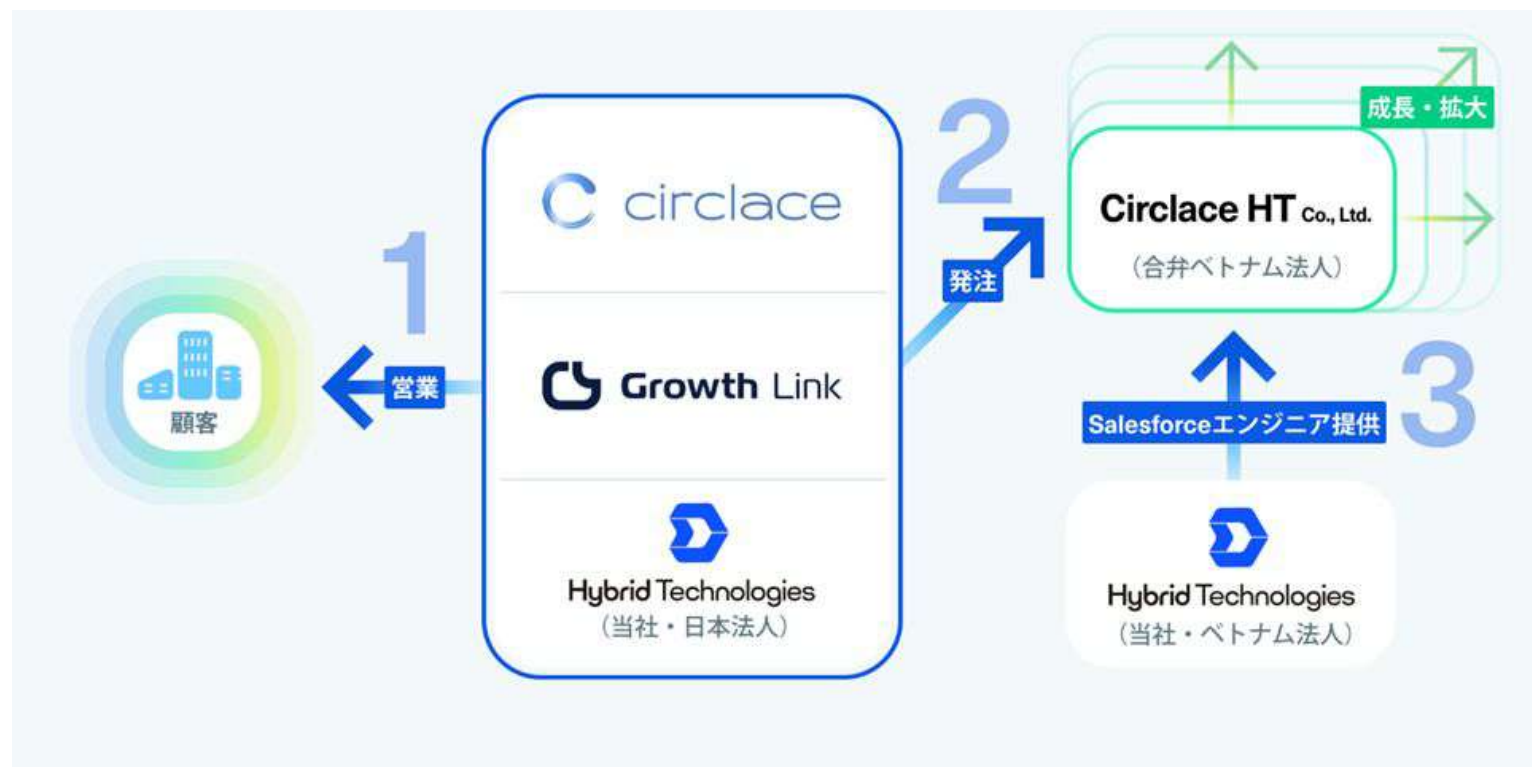 1
営業
顧客
circlace
Growth Link
Hybrid Technologies
（当社・日本法人）
2
発注
成長・拡大
Circlace HT Co., Ltd.
（合弁ベトナム法人）
3
Salesforceエンジニア提供
Hybrid Technologies
（当社・ベトナム法人）